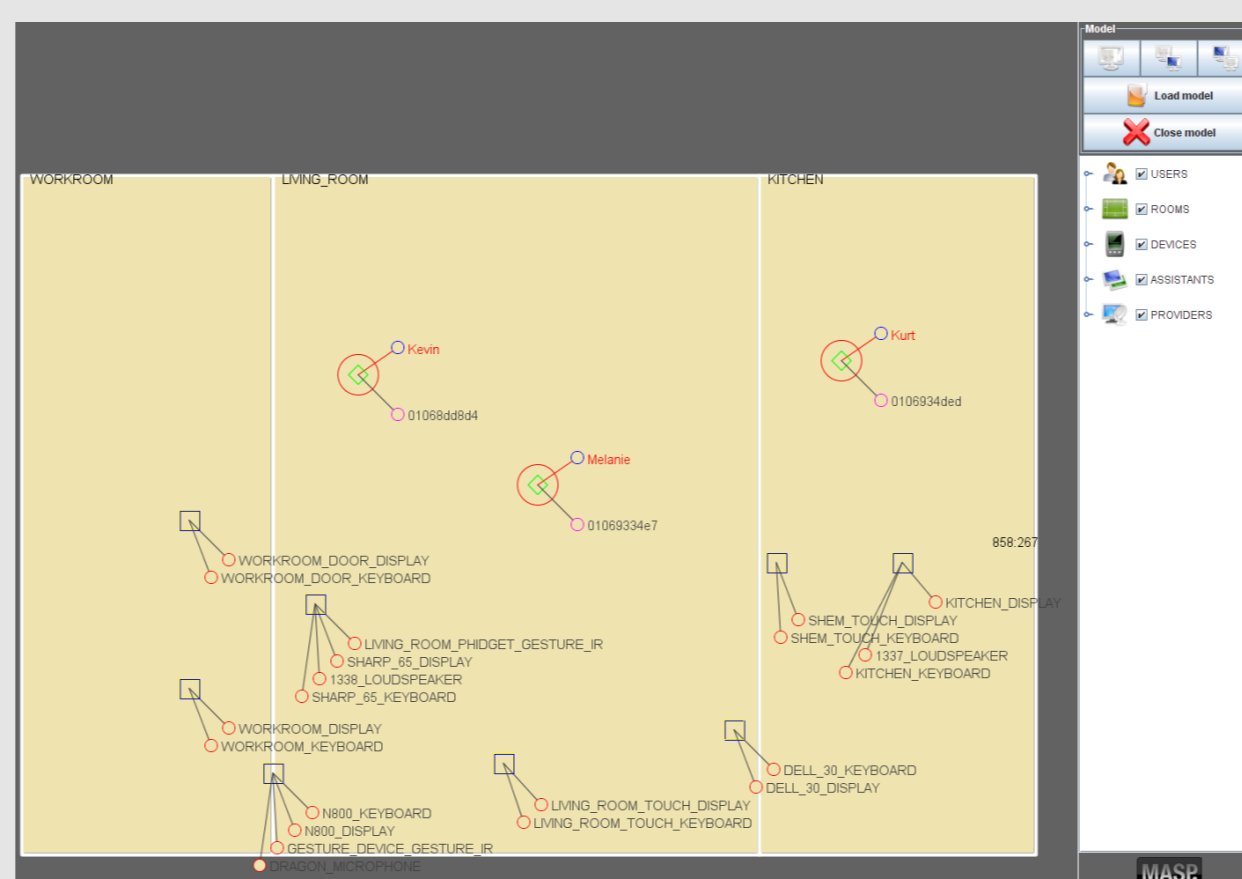 Model
Load model
Close model
USERS
ROOMS
DEVICES
ASSISTANTS
PROVIDERS
WORKROOM
LIVING_ROOM
KITCHEN
Kevin
01068dd8d4
Kurt
0106934ded
Melanie
01069334e7
858:267
WORKROOM_DOOR_DISPLAY
WORKROOM_DOOR_KEYBOARD
LIVING_ROOM_PHIDGET_GESTURE_IR
SHARP_65_DISPLAY
1338_LOUDSPEAKER
SHARP_65_KEYBOARD
KITCHEN_DISPLAY
SHEM_TOUCH_DISPLAY
SHEM_TOUCH_KEYBOARD
1337_LOUDSPEAKER
KITCHEN_KEYBOARD
WORKROOM_DISPLAY
WORKROOM_KEYBOARD
DELL_30_KEYBOARD
DELL_30_DISPLAY
LIVING_ROOM_TOUCH_DISPLAY
LIVING_ROOM_TOUCH_KEYBOARD
N800_KEYBOARD
N800_DISPLAY
GESTURE_DEVICE_GESTURE_IR
DRAGON_MICROPHONE
MASP